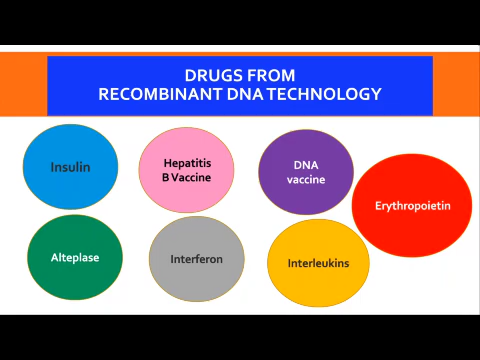 DRUGS FROM
RECOMBINANT DNA TECHNOLOGY
Insulin
Hepatitis
B Vaccine
DNA
vaccine
Erythropoietin
Alteplase
Interferon
Interleukins